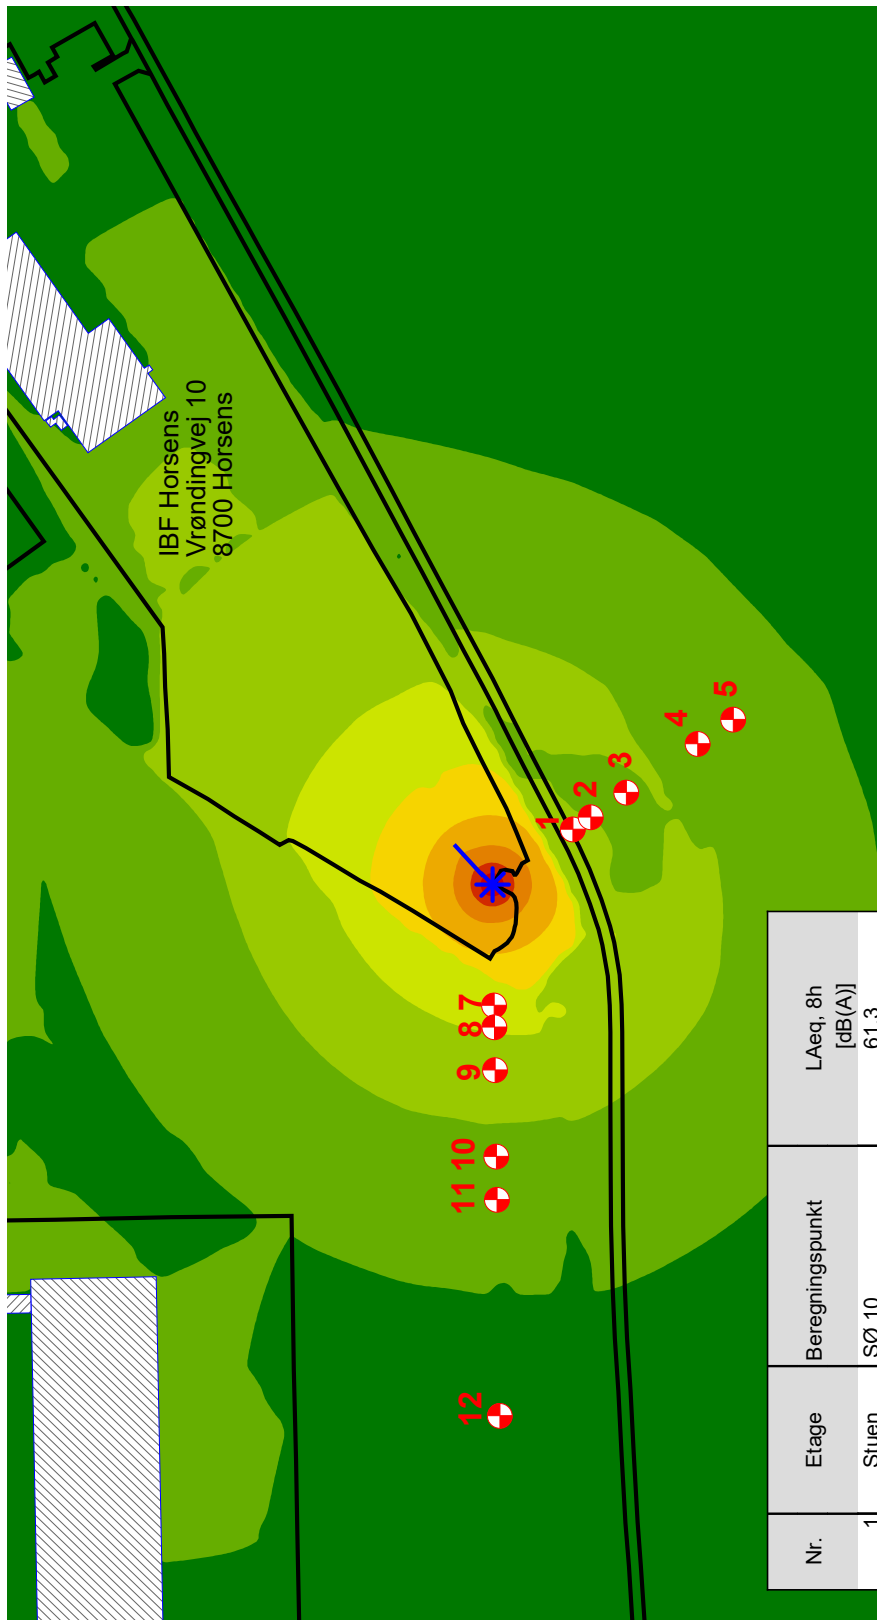 IBF Horsens
Vrøndingvej 10
8700 Horsens
12
11
10
9
8
7
1
2
3
4
5
Nr.
Etage
Beregningspunkt
LAeq, 8h
[dB(A)]
1
Stuen
SØ 10
61,3